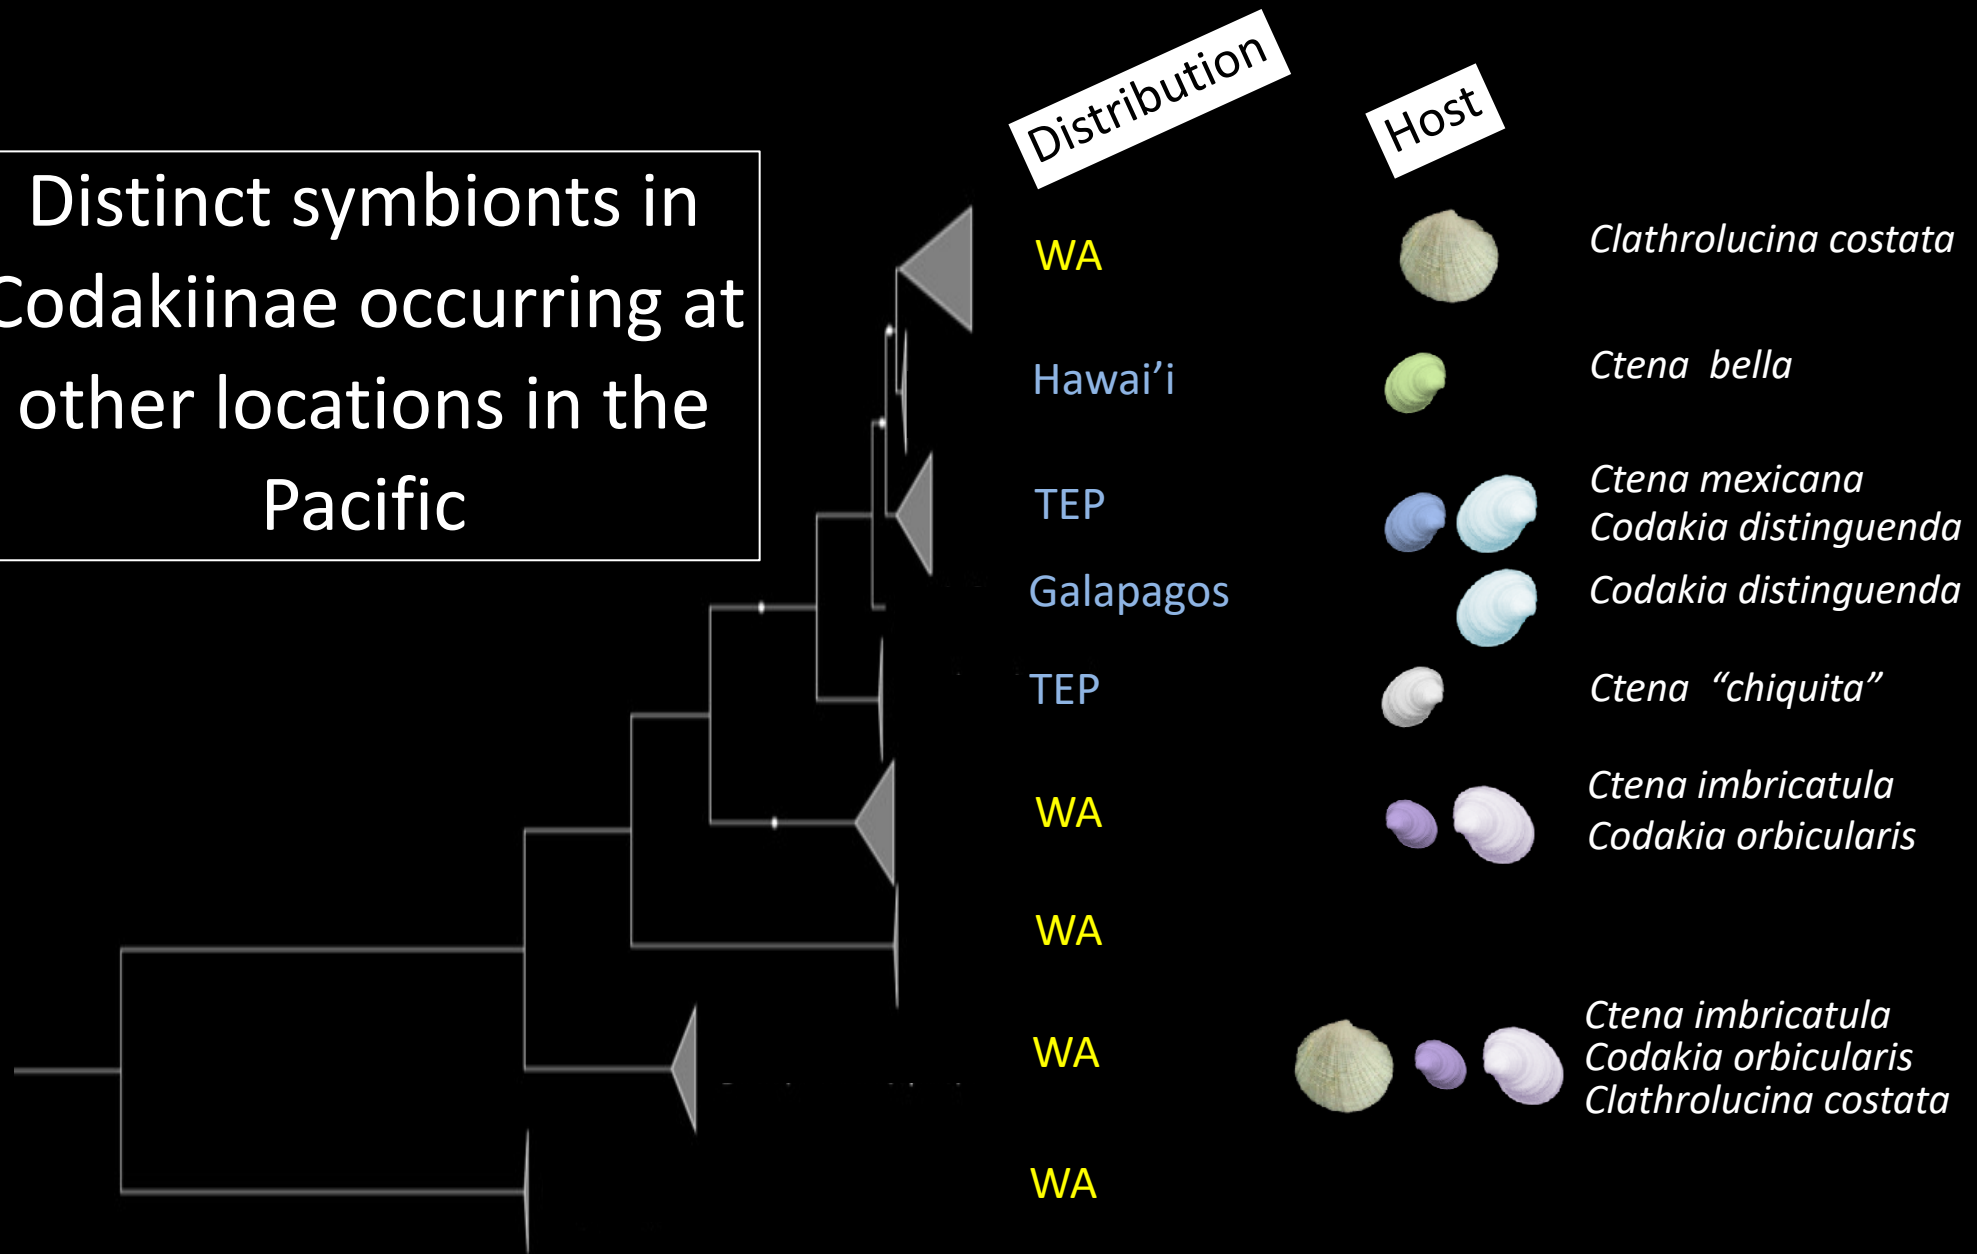 Distribution
Host
Distinct symbionts in
Codakiinae occurring at
other locations in the
Pacific
WA
Clathrolucina costata
Hawai’i
Ctena bella
TEP
Ctena mexicana
Codakia distinguenda
Galapagos
Codakia distinguenda
TEP
Ctena “chiquita”
WA
Ctena imbricatula
Codakia orbicularis
WA
WA
Ctena imbricatula
Codakia orbicularis
Clathrolucina costata
WA